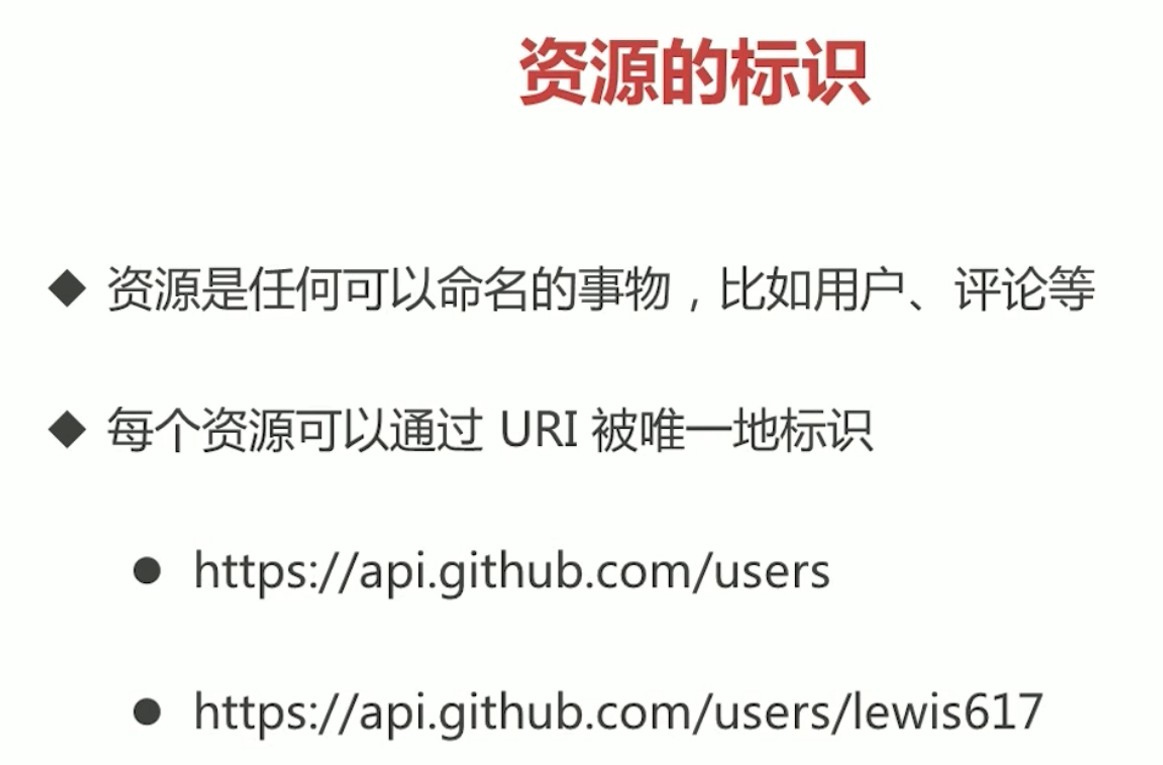 资源的标识
◆ 资源是任何可以命名的事物，比如用户、评论等
◆ 每个资源可以通过 URI 被唯一地标识
● https://api.github.com/users
● https://api.github.com/users/lewis617